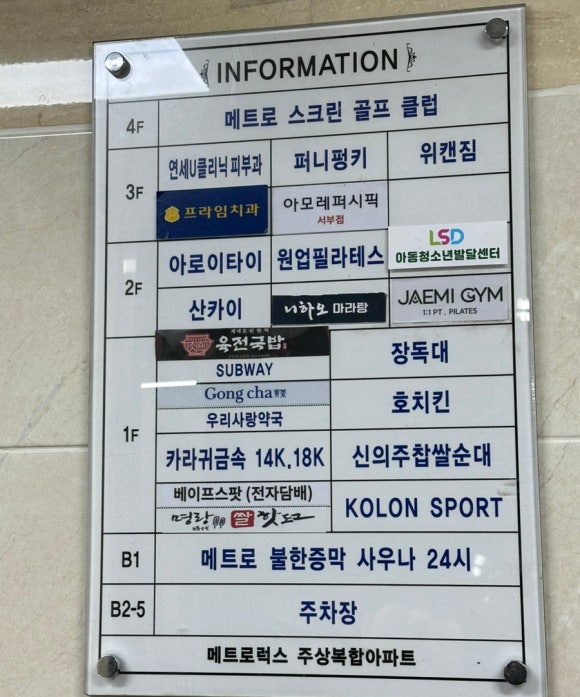 INFORMATION
4F
메트로 스크린 골프 클럽
3F
연세U클리닉 피부과
퍼니펑키
위캔짐
프라임치과
아모레퍼시픽
서부점
2F
아로이타이
원업필라테스
LSD
아동청소년발달센터
산카이
니하오 마라탕
JAEMI GYM
1:1 PT . PILATES
1F
육전국밥
장독대
SUBWAY
Gong cha
호치킨
우리사랑약국
카라귀금속 14K,18K
신의주찹쌀순대
베이프스팟 (전자담배)
KOLON SPORT
명랑 쌀 핫도그
B1
메트로 불한증막 사우나 24시
B2-5
주차장
메트로럭스 주상복합아파트